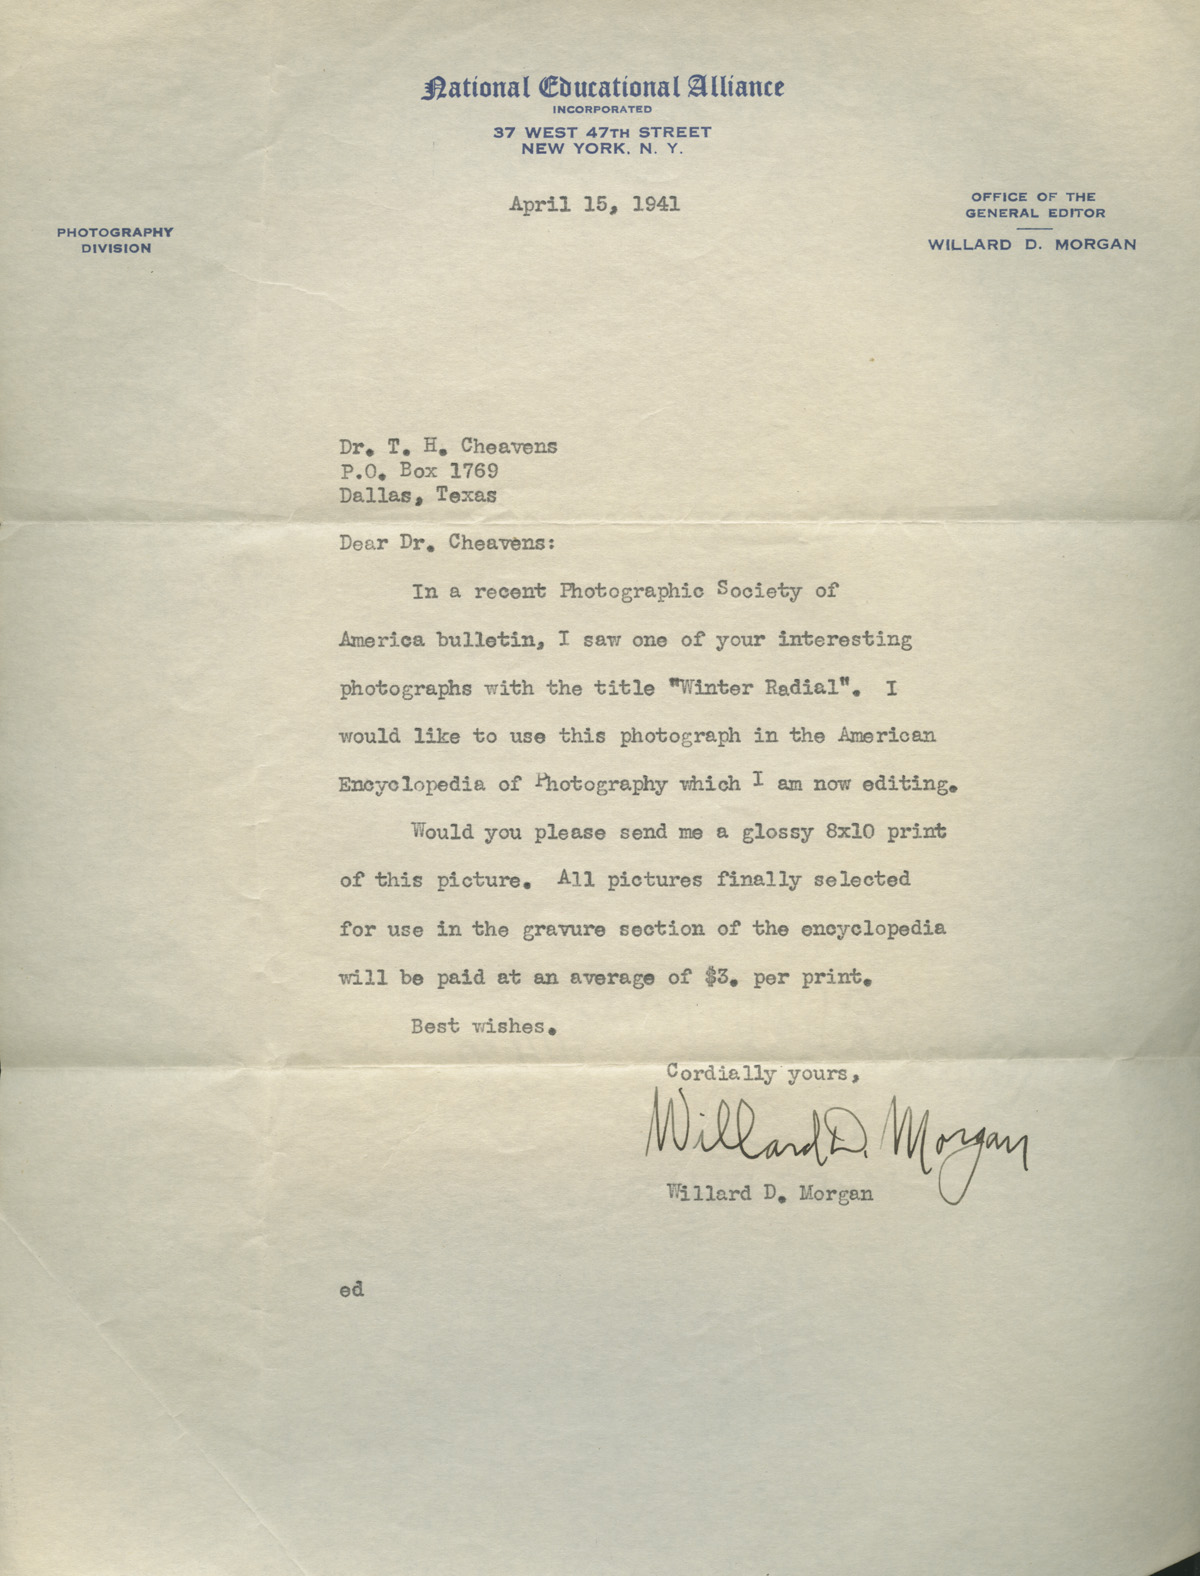 National Educational Alliance
INCORPORATED
37 WEST 47TH STREET
NEW YORK, N. Y.
April 15, 1941
OFFICE OF THE
GENERAL EDITOR
WILLARD D. MORGAN
PHOTOGRAPHY
DIVISION
Dr. T. H. Cheavens
P.O. Box 1769
Dallas, Texas
Dear Dr. Cheavens:
In a recent Photographic Society of
America bulletin, I saw one of your interesting
photographs with the title "Winter Radial". I
would like to use this photograph in the American
Encyclopedia of Photography which I am now editing.
Would you please send me a glossy 8x10 print
of this picture. All pictures finally selected
for use in the gravure section of the encyclopedia
will be paid at an average of $3. per print.
Best wishes.
Cordially yours,
Willard D. Morgan
Willard D. Morgan
ed